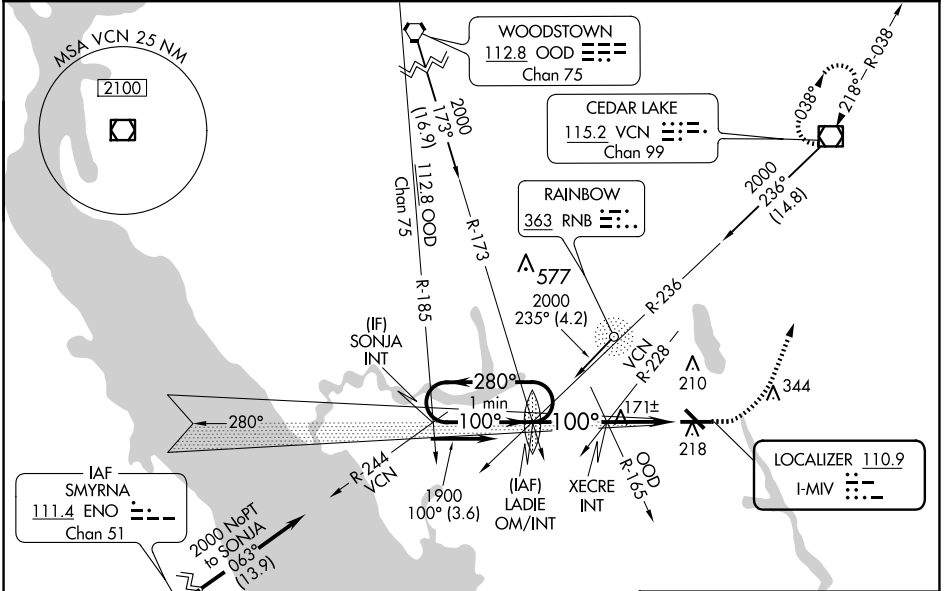 MSA VCN 25 NM
2100
WOODSTOWN
112.8 OOD
Chan 75
R-038
218°
038°
CEDAR LAKE
115.2 VCN
Chan 99
2000
173°
(16.9)
112.8 OOD
Chan 75
R-173
R-185
2000
236°
(14.8)
R-236
RAINBOW
363 RNB
577
2000
235° (4.2)
VCN
R-228
(IF)
SONJA
INT
280°
1 min
100°
100°
280°
171±
210
344
218
LOCALIZER 110.9
I-MIV
R-244
VCN
1900
100° (3.6)
(IAF)
LADIE
OM/INT
XECRE
INT
OOD
R-165
IAF
SMYRNA
111.4 ENO
Chan 51
2000 NoPT
to SONJA
063°
(13.9)